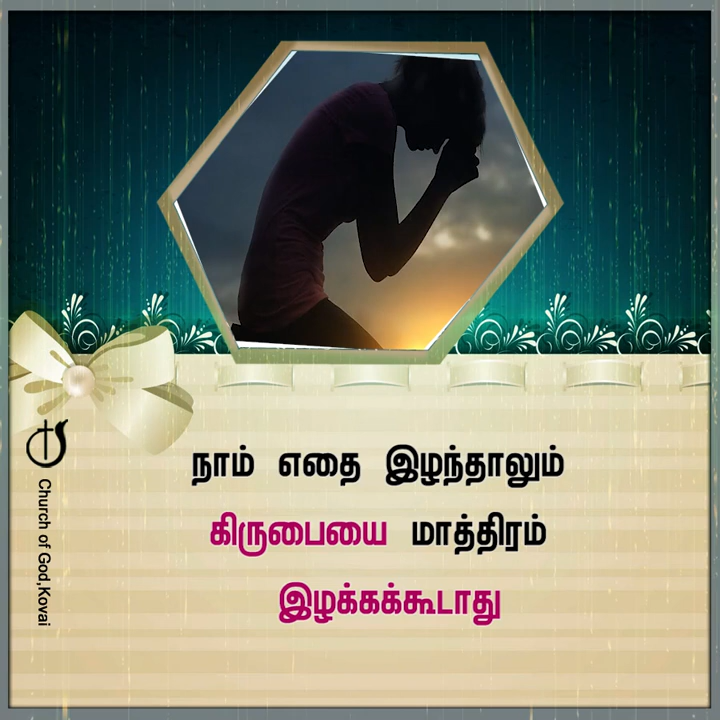 நாம் எதை இழந்தாலும்
கிருபையை மாத்திரம்
இழக்கக்கூடாது
Church of God,Kovai